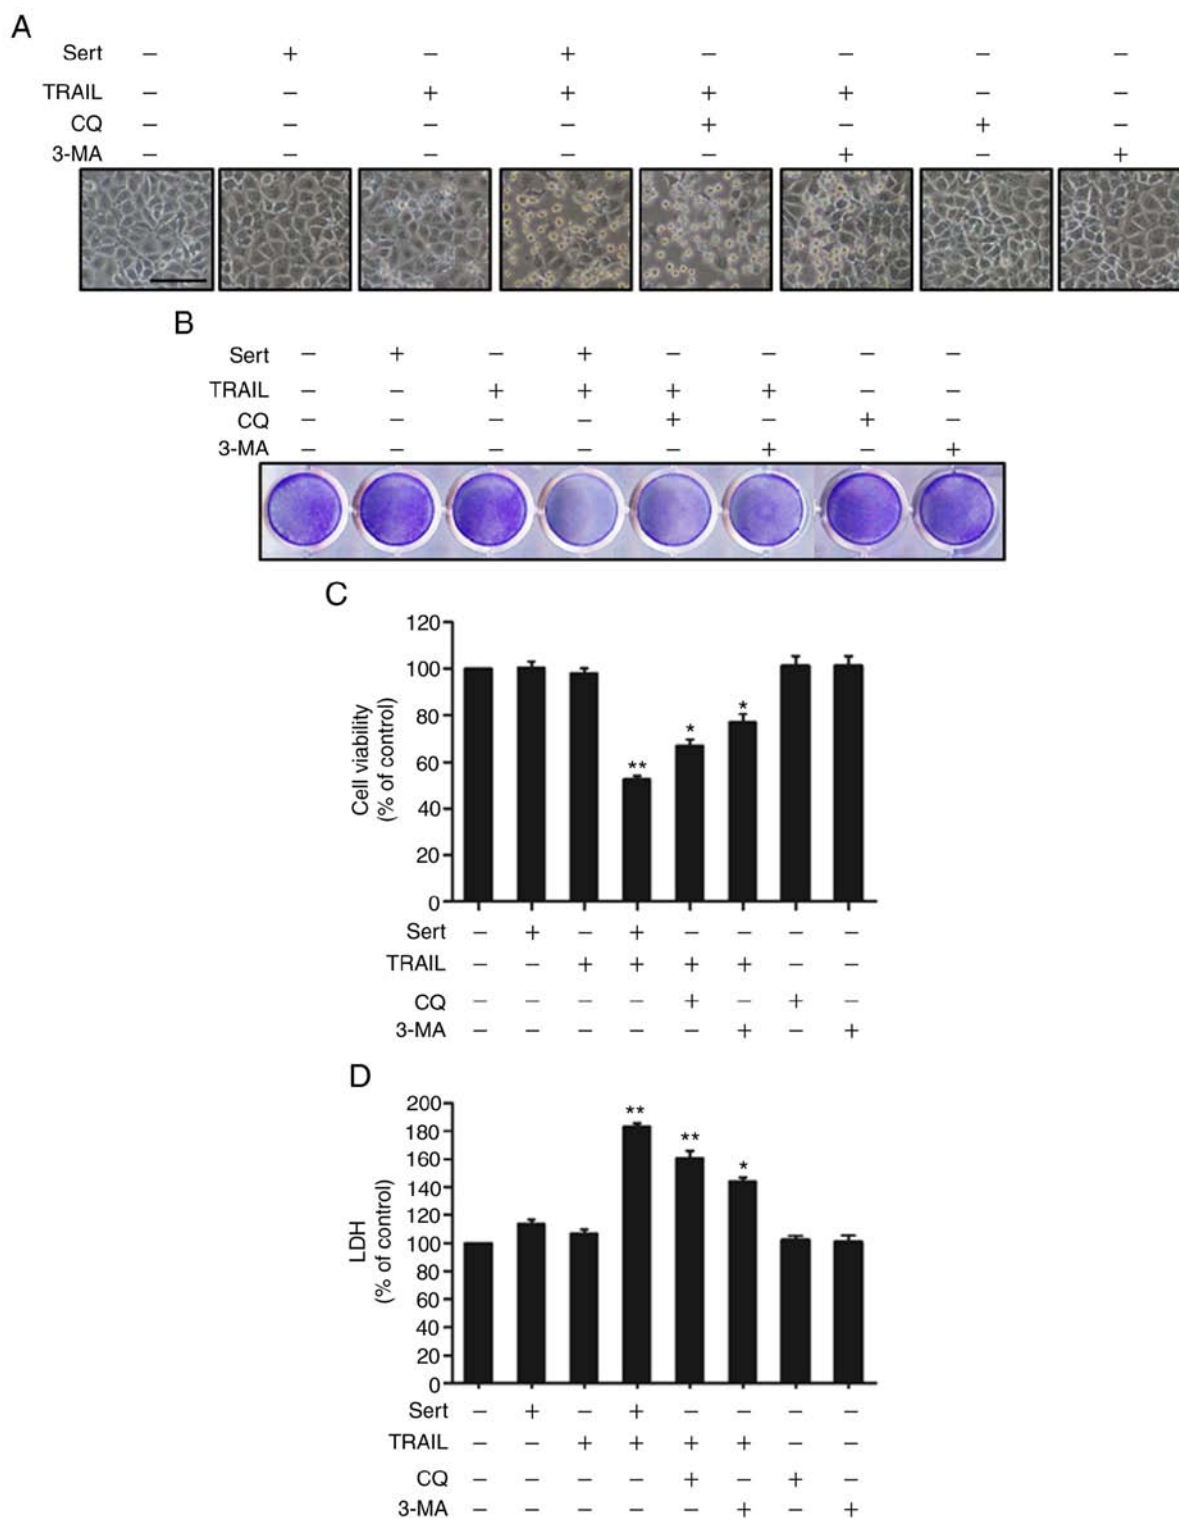 A
Sert – + – + – – – –
TRAIL – – + + + + – –
CQ – – – – + – + –
3-MA – – – – – + – +
B
Sert – + – + – – – –
TRAIL – – + + + + – –
CQ – – – – + – + –
3-MA – – – – – + – +
C
Cell viability
(% of control)
120
100
80
60
40
20
0
**
*
*
Sert – + – + – – – –
TRAIL – – + + + + – –
CQ – – – – + – + –
3-MA – – – – – + – +
D
LDH
(% of control)
200
180
160
140
120
100
80
60
40
20
0
**
**
*
Sert – + – + – – – –
TRAIL – – + + + + – –
CQ – – – – + – + –
3-MA – – – – – + – +